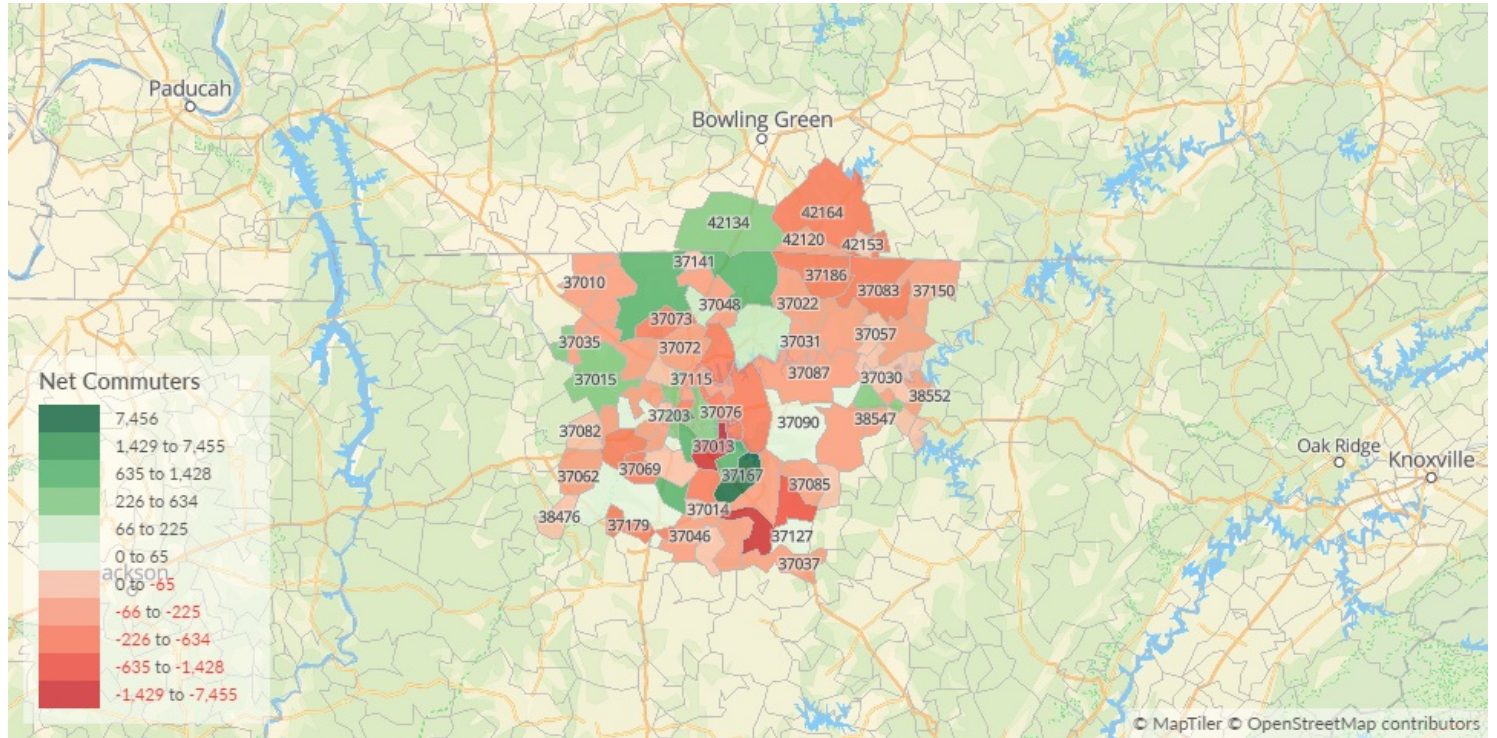 Paducah
Bowling Green
42164
42134
42120
42153
37141
37186
37010
37083
37150
37048
37022
37073
37057
37035
37031
37072
37087
37030
37015
37115
38552
37203
37076
37090
38547
37082
37013
Oak Ridge
Knoxville
37069
37167
37062
37085
37014
38476
37179
37046
37127
37037
Net Commuters
7,456
1,429 to 7,455
635 to 1,428
226 to 634
66 to 225
0 to 65
ackson
0 to -65
-66 to -225
-226 to -634
-635 to -1,428
-1,429 to -7,455
© MapTiler © OpenStreetMap contributors